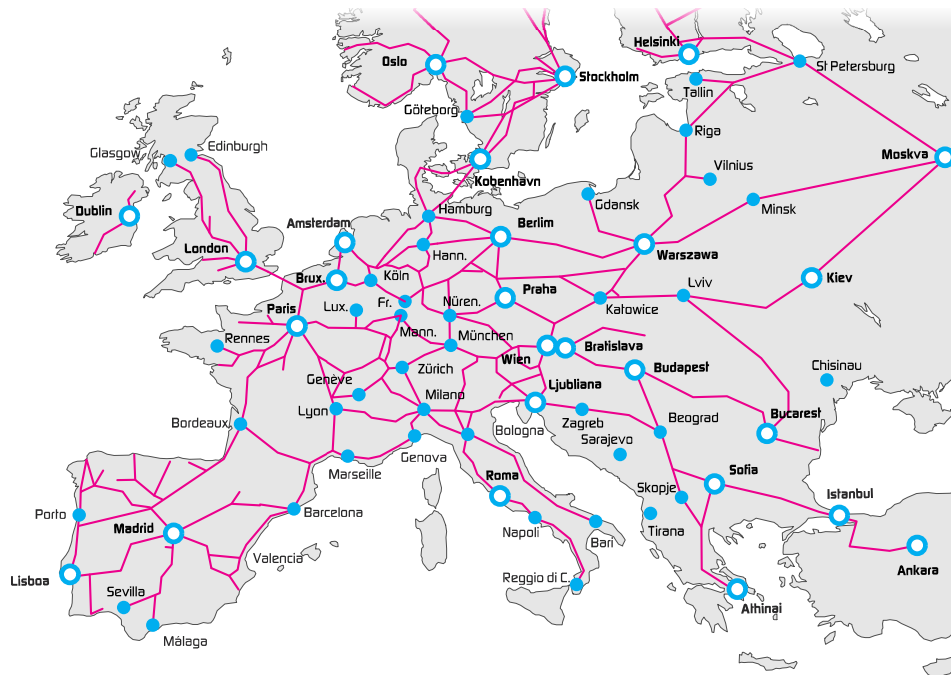 Helsinki
Oslo
St Petersburg
Stockholm
Tallin
Göteborg
Riga
Glasgow
Edinburgh
Moskva
Vilnius
Kobenhavn
Minsk
Dublin
Hamburg
Gdansk
Amsterdam
Berlim
London
Hann.
Warszawa
Brux.
Köln
Kiev
Praha
Lviv
Paris
Lux.
Fr.
Nüren.
Katowice
Rennes
Mann.
München
Wien
Bratislava
Zürich
Budapest
Chisinau
Genève
Ljubliana
Lyon
Milano
Bordeaux
Bologna
Zagreb
Beograd
Bucarest
Sarajevo
Genova
Marseille
Roma
Sofia
Skopje
Istanbul
Porto
Barcelona
Madrid
Napoli
Bari
Tirana
Valencia
Ankara
Lisboa
Reggio di C.
Sevilla
Athinai
Málaga